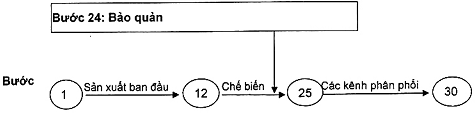 Bước 24: Bảo quản
Bước
1 Sản xuất ban đầu 12 Chế biến 25 Các kênh phân phối 30